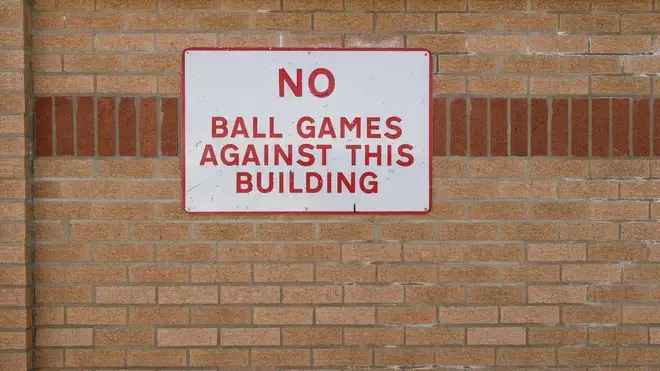 NO
BALL GAMES
AGAINST THIS
BUILDING